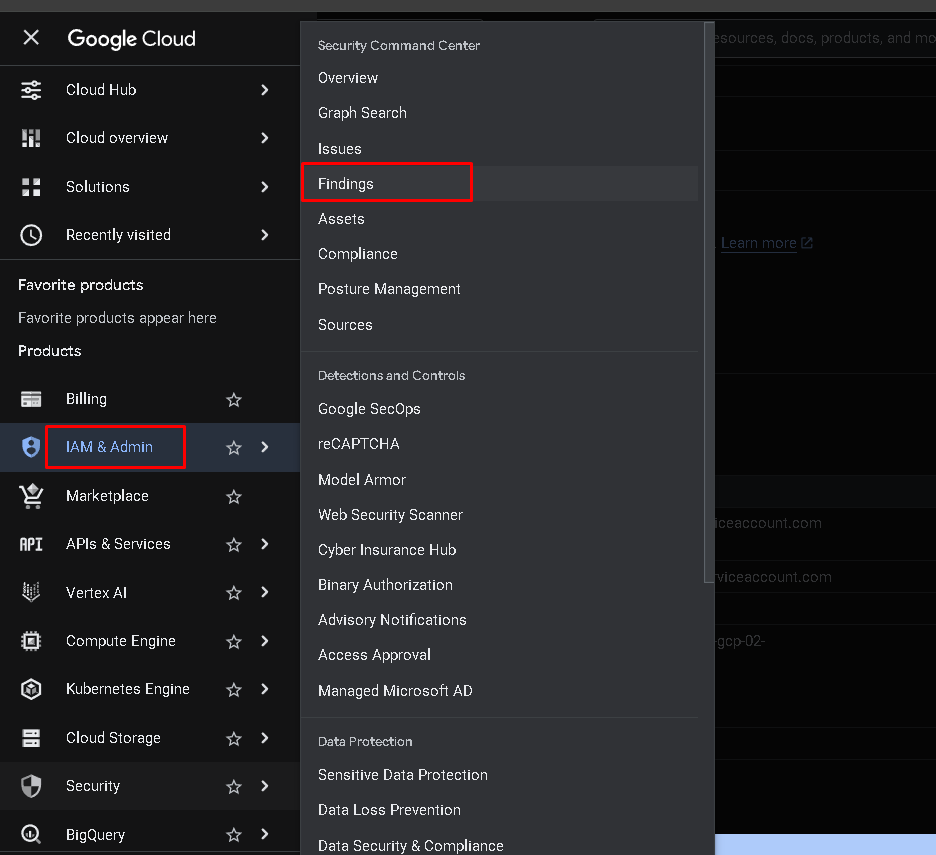 Google Cloud
Cloud Hub
Cloud overview
Solutions
Recently visited
Favorite products
Favorite products appear here
Products
Billing
IAM & Admin
Marketplace
API
APIs & Services
Vertex AI
Compute Engine
Kubernetes Engine
Cloud Storage
Security
BigQuery
Security Command Center
Overview
Graph Search
Issues
Findings
Assets
Compliance
Posture Management
Sources
Detections and Controls
Google SecOps
reCAPTCHA
Model Armor
Web Security Scanner
Cyber Insurance Hub
Binary Authorization
Advisory Notifications
Access Approval
Managed Microsoft AD
Data Protection
Sensitive Data Protection
Data Loss Prevention
Data Security & Compliance
esources, docs, products, and mo
Learn more
iceaccount.com
viceaccount.com
-gcp-02-